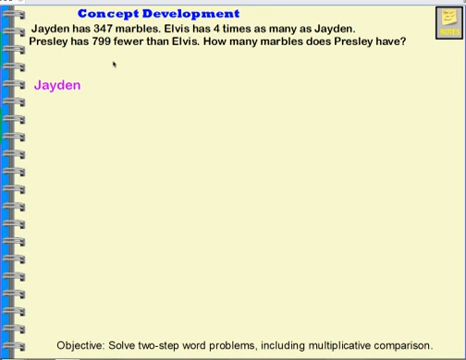 Concept Development
Jayden has 347 marbles. Elvis has 4 times as many as Jayden.
Presley has 799 fewer than Elvis. How many marbles does Presley have?
Jayden
Objective: Solve two-step word problems, including multiplicative comparison.